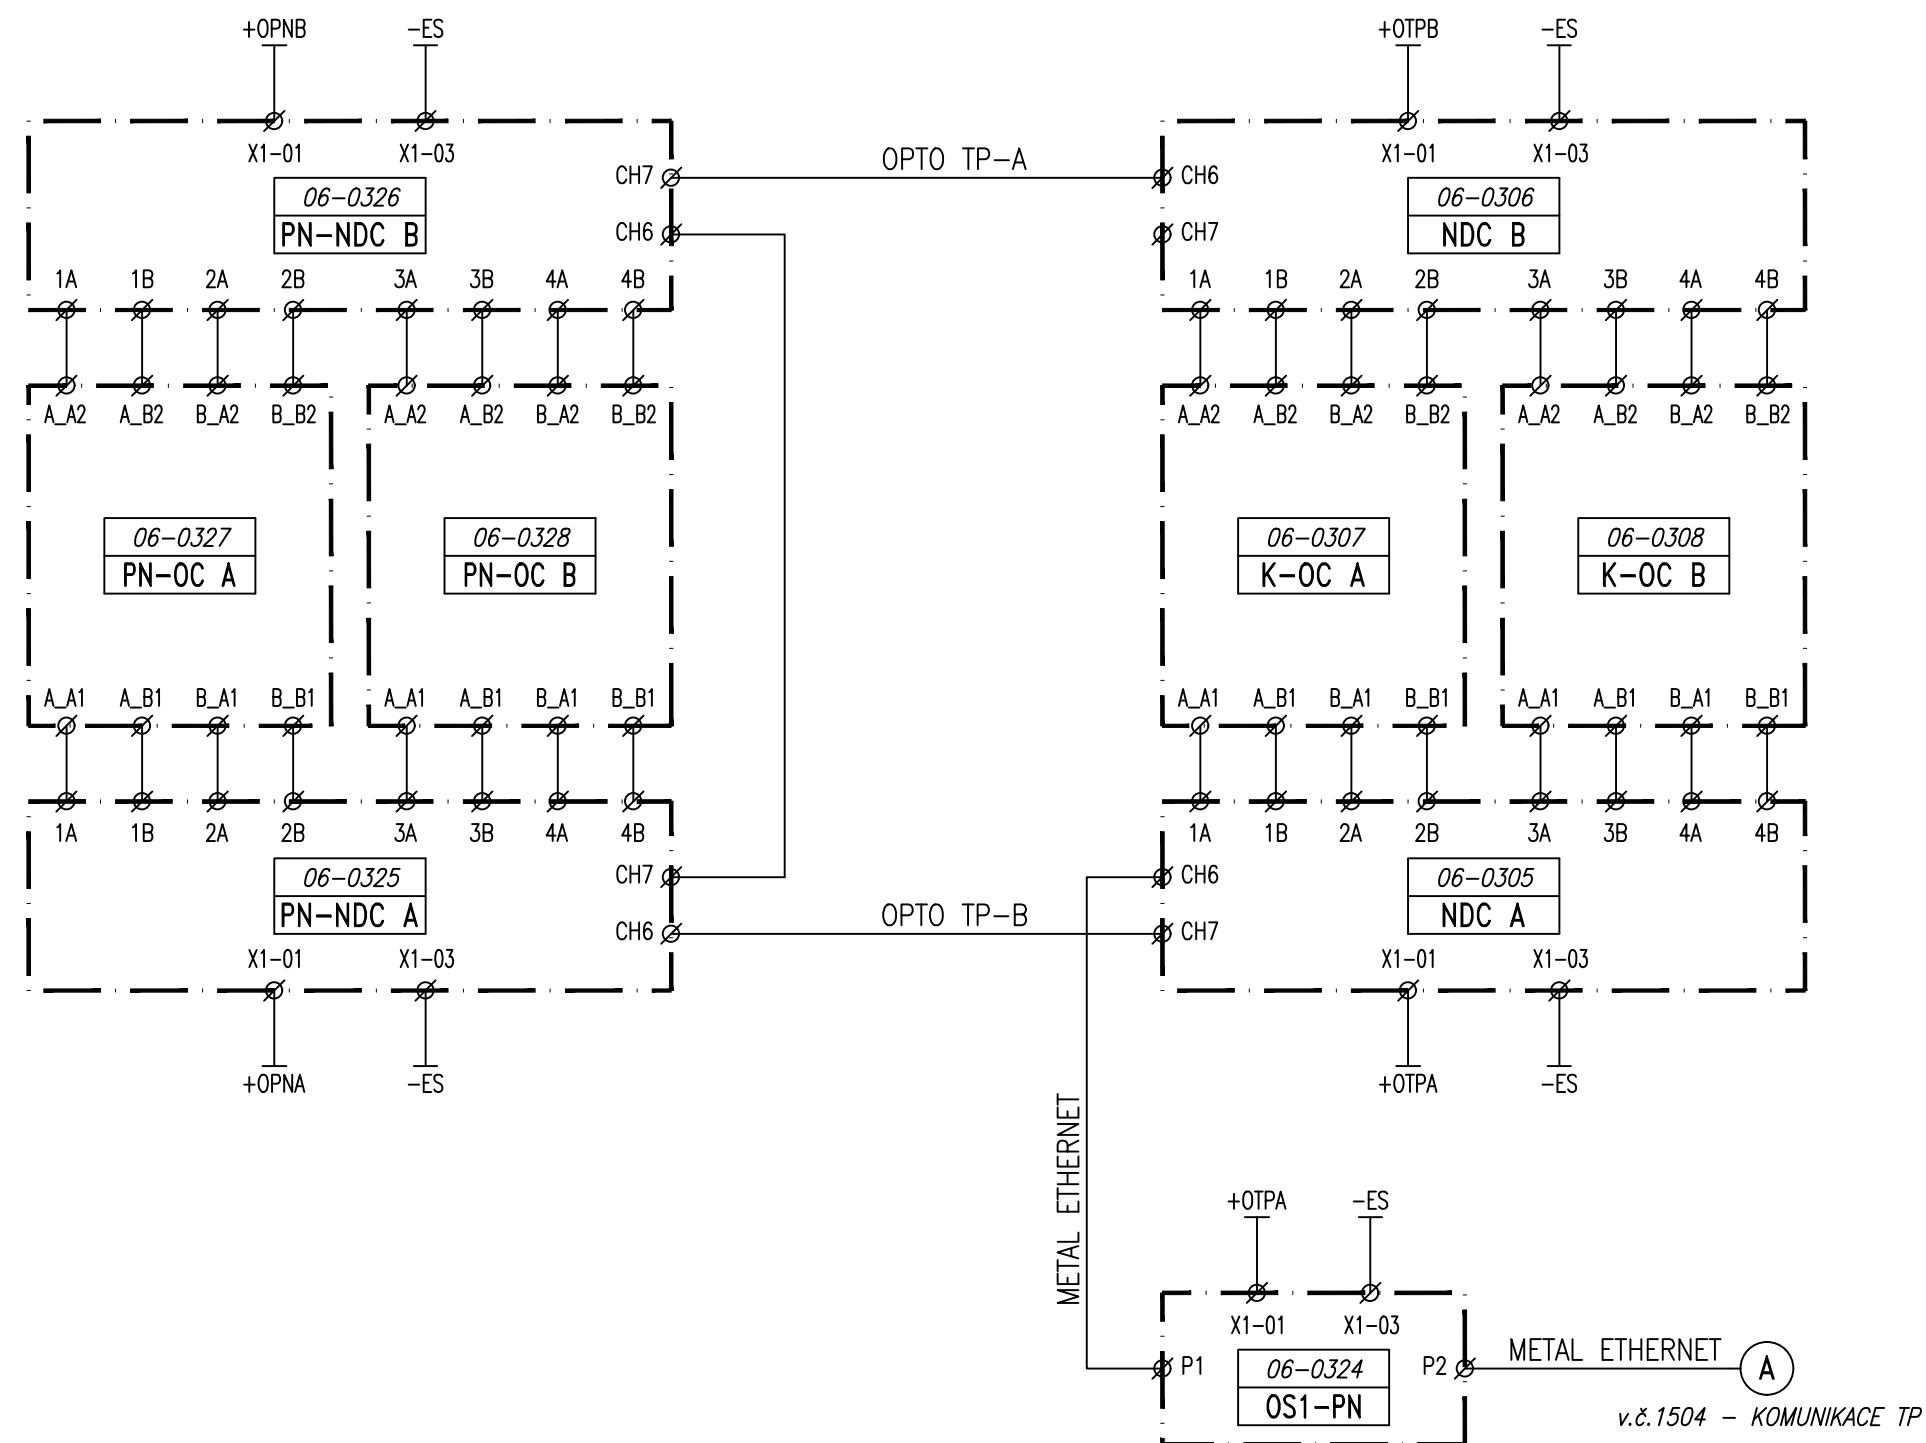 +OPNB -ES +OTPB -ES
X1-01 X1-03 X1-01 X1-03
CH7 OPTO TP-A CH6
06-0326 06-0306
PN-NDC B CH6 CH7 NDC B
1A 1B 2A 2B 3A 3B 4A 4B 1A 1B 2A 2B 3A 3B 4A 4B
A_A2 A_B2 B_A2 B_B2 A_A2 A_B2 B_A2 B_B2 A_A2 A_B2 B_A2 B_B2 A_A2 A_B2 B_A2 B_B2
06-0327 06-0328 06-0307 06-0308
PN-OC A PN-OC B K-OC A K-OC B
A_A1 A_B1 B_A1 B_B1 A_A1 A_B1 B_A1 B_B1 A_A1 A_B1 B_A1 B_B1 A_A1 A_B1 B_A1 B_B1
1A 1B 2A 2B 3A 3B 4A 4B 1A 1B 2A 2B 3A 3B 4A 4B
06-0325 CH7 CH6 06-0305
PN-NDC A CH6 OPTO TP-B CH7 NDC A
X1-01 X1-03 X1-01 X1-03
+OPNA -ES +OTPA -ES
METAL ETHERNET
+OTPA -ES
X1-01 X1-03
P1 06-0324 P2 METAL ETHERNET A
OS1-PN
v.č.1504 - KOMUNIKACE TP